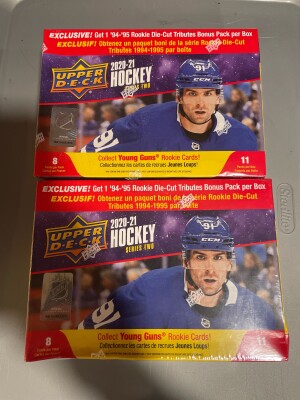 EXCLUSIVE! Get 1 '94-'95 Rookie Die-Cut Tributes Bonus Pack per Box
EXCLUSIF! Obtenez un paquet boni de la série Rookie Die-Cut
Tributes 1994-1995 par boîte
UPPER
DECK
2020-21
HOCKEY
SERIES TWO
91
CCM
8
Collect Young Guns® Rookie Cards!
Collectionnez les cartes de recrues Jeunes Loups!
11
EXCLUSIVE! Get 1 '94-'95 Rookie Die-Cut Tributes Bonus Pack per Box
EXCLUSIF! Obtenez un paquet boni de la série Rookie Die-Cut
Tributes 1994-1995 par boîte
UPPER
DECK
2020-21
HOCKEY
SERIES TWO
91
CCM
8
Collect Young Guns® Rookie Cards!
Collectionnez les cartes de recrues Jeunes Loups!
11